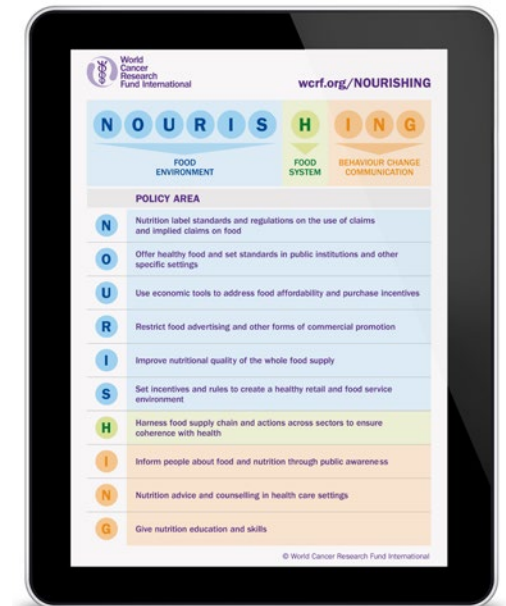 World
Cancer
Research
Fund International
wcrf.org/NOURISHING
N O U R I S H I N G
FOOD
ENVIRONMENT
FOOD
SYSTEM
BEHAVIOUR CHANGE
COMMUNICATION
POLICY AREA
N Nutrition label standards and regulations on the use of claims
and implied claims on food
O Offer healthy food and set standards in public institutions and other
specific settings
U Use economic tools to address food affordability and purchase incentives
R Restrict food advertising and other forms of commercial promotion
I Improve nutritional quality of the whole food supply
S Set incentives and rules to create a healthy retail and food service
environment
H Harness food supply chain and actions across sectors to ensure
coherence with health
I Inform people about food and nutrition through public awareness
N Nutrition advice and counselling in health care settings
G Give nutrition education and skills
© World Cancer Research Fund International